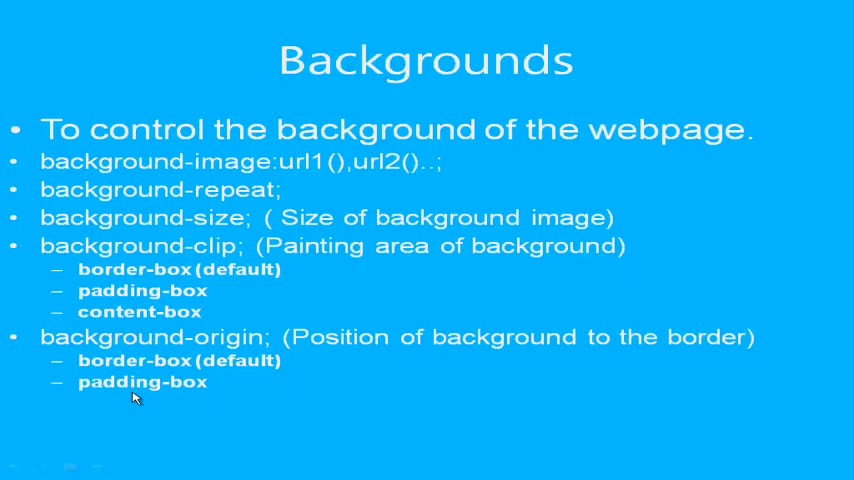 Backgrounds
• To control the background of the webpage.
• background-image:url1(),url2()..;
• background-repeat;
• background-size; ( Size of background image)
• background-clip; (Painting area of background)
– border-box (default)
– padding-box
– content-box
• background-origin; (Position of background to the border)
– border-box (default)
– padding-box